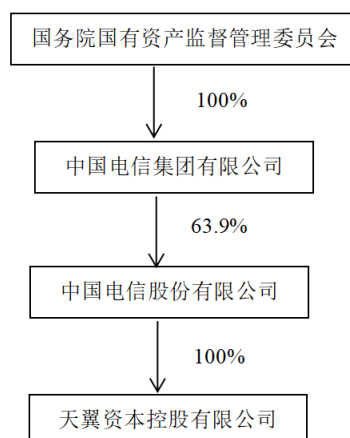 国务院国有资产监督管理委员会
100%
中国电信集团有限公司
63.9%
中国电信股份有限公司
100%
天翼资本控股有限公司